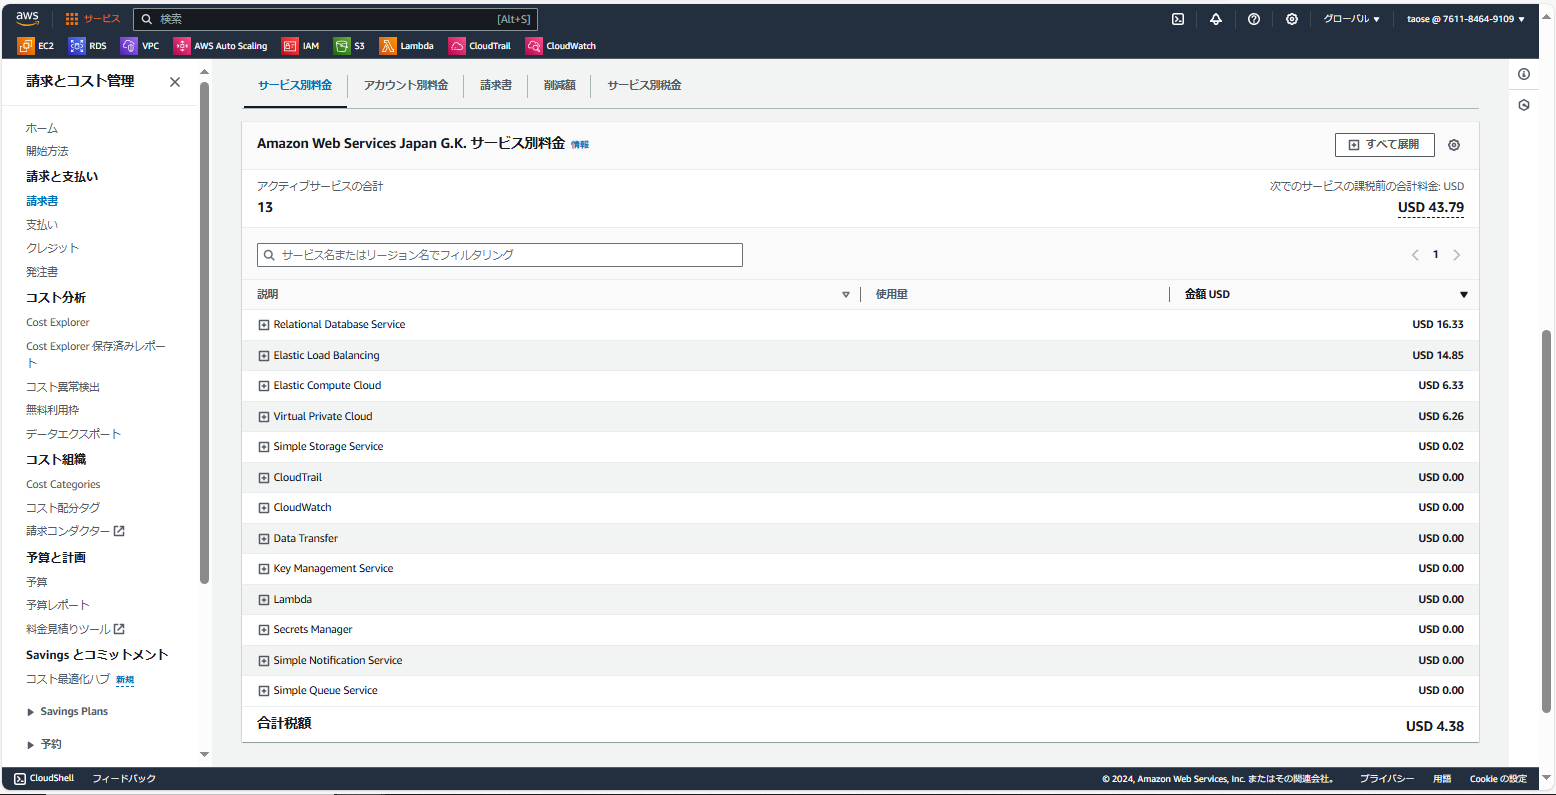 aws
サービス
検索
[Alt+S]
グローバル
taose @ 7611-8464-9109
EC2
RDS
VPC
AWS Auto Scaling
IAM
S3
Lambda
CloudTrail
CloudWatch
請求とコスト管理
ホーム
開始方法
請求と支払い
請求書
支払い
クレジット
発注書
コスト分析
Cost Explorer
Cost Explorer 保存済みレポー
ト
コスト異常検出
無料利用枠
データエクスポート
コスト組織
Cost Categories
コスト配分タグ
請求コンダクター
予算と計画
予算
予算レポート
料金見積りツール
Savings とコミットメント
コスト最適化ハブ 新規
Savings Plans
予約
サービス別料金
アカウント別料金
請求書
削減額
サービス別税金
Amazon Web Services Japan G.K. サービス別料金 情報
すべて展開
アクティブサービスの合計
13
次でのサービスの課税前の合計料金: USD
USD 43.79
サービス名またはリージョン名でフィルタリング
1
説明
使用量
金額 USD
Relational Database Service
USD 16.33
Elastic Load Balancing
USD 14.85
Elastic Compute Cloud
USD 6.33
Virtual Private Cloud
USD 6.26
Simple Storage Service
USD 0.02
CloudTrail
USD 0.00
CloudWatch
USD 0.00
Data Transfer
USD 0.00
Key Management Service
USD 0.00
Lambda
USD 0.00
Secrets Manager
USD 0.00
Simple Notification Service
USD 0.00
Simple Queue Service
USD 0.00
合計税額
USD 4.38
CloudShell
フィードバック
© 2024, Amazon Web Services, Inc. またはその関連会社。
プライバシー
用語
Cookie の設定